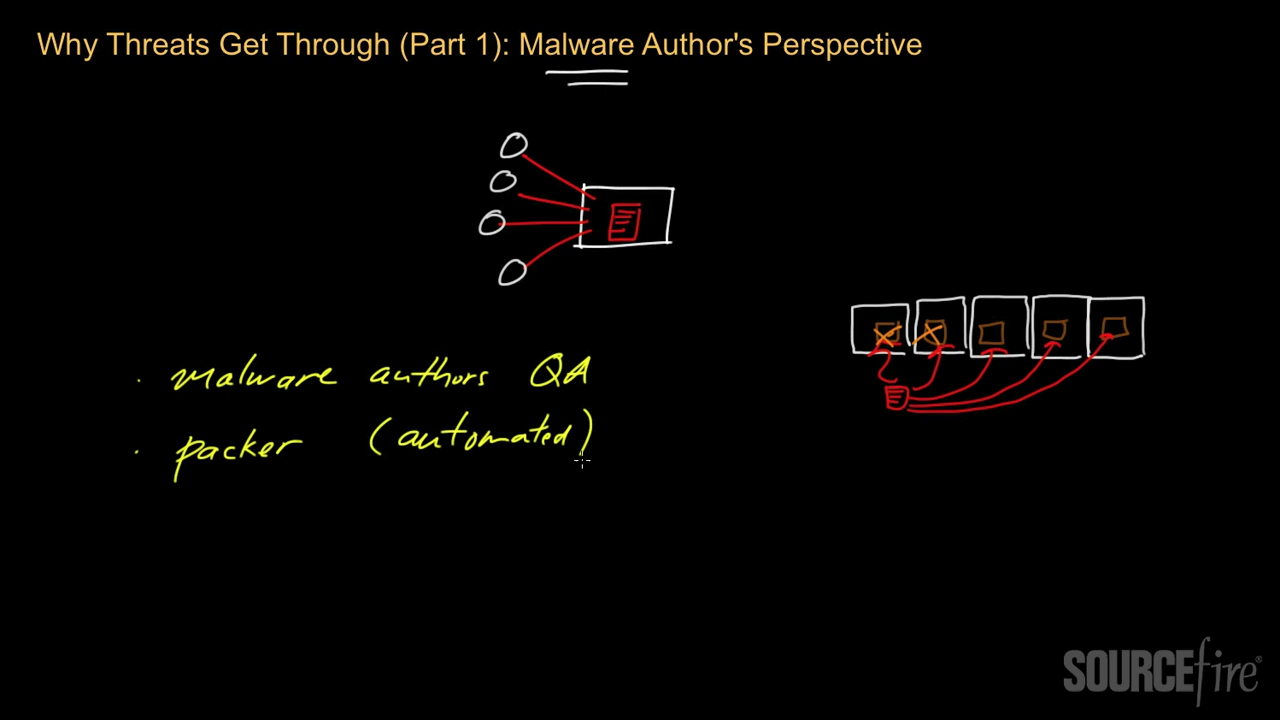 Why Threats Get Through (Part 1): Malware Author's Perspective
· malware authors QA
· packer (automated)
SOURCEfire®